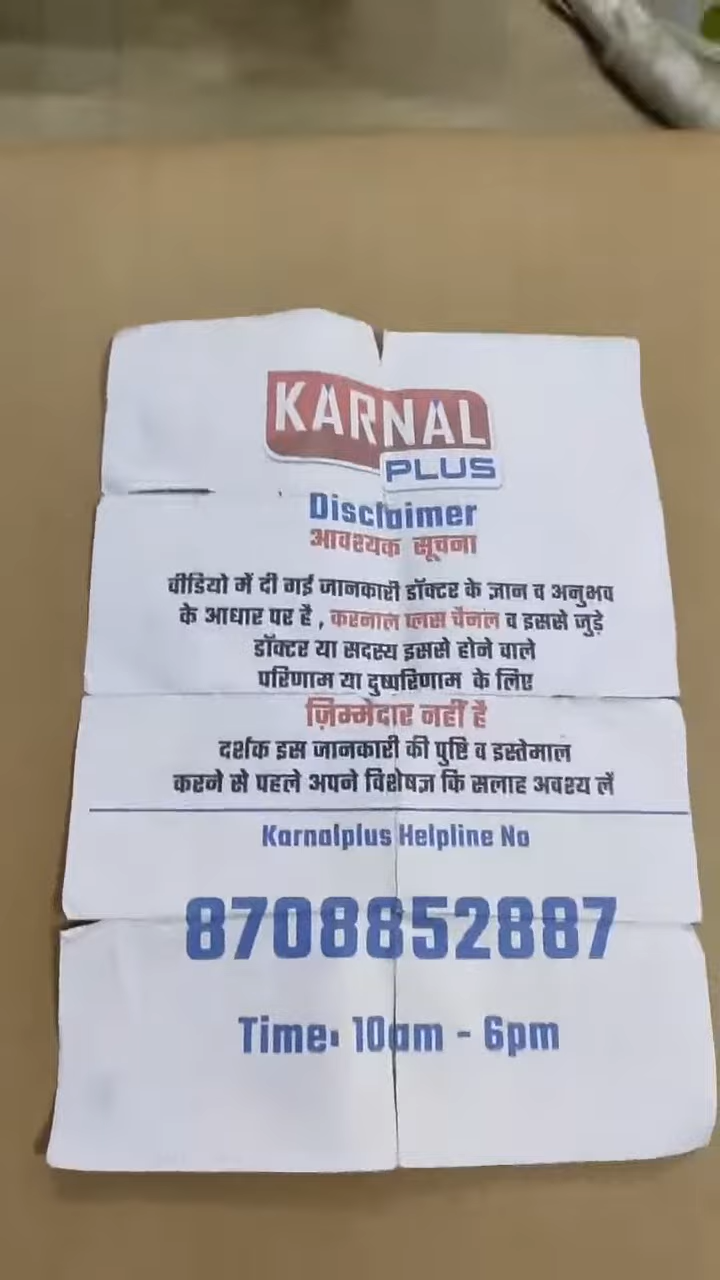 KARNAL
PLUS
Disclaimer
आवश्यक सूचना
वीडियो में दी गई जानकारी डॉक्टर के ज्ञान व अनुभव
के आधार पर है , करनाल प्लस चैनल व इससे जुड़े
डॉक्टर या सदस्य इससे होने वाले
परिणाम या दुष्परिणाम के लिए
ज़िम्मेदार नहीं है
दर्शक इस जानकारी की पुष्टि व इस्तेमाल
करने से पहले अपने विशेषज्ञ कि सलाह अवश्य लें
Karnalplus Helpline No
8708852887
Time: 10am - 6pm